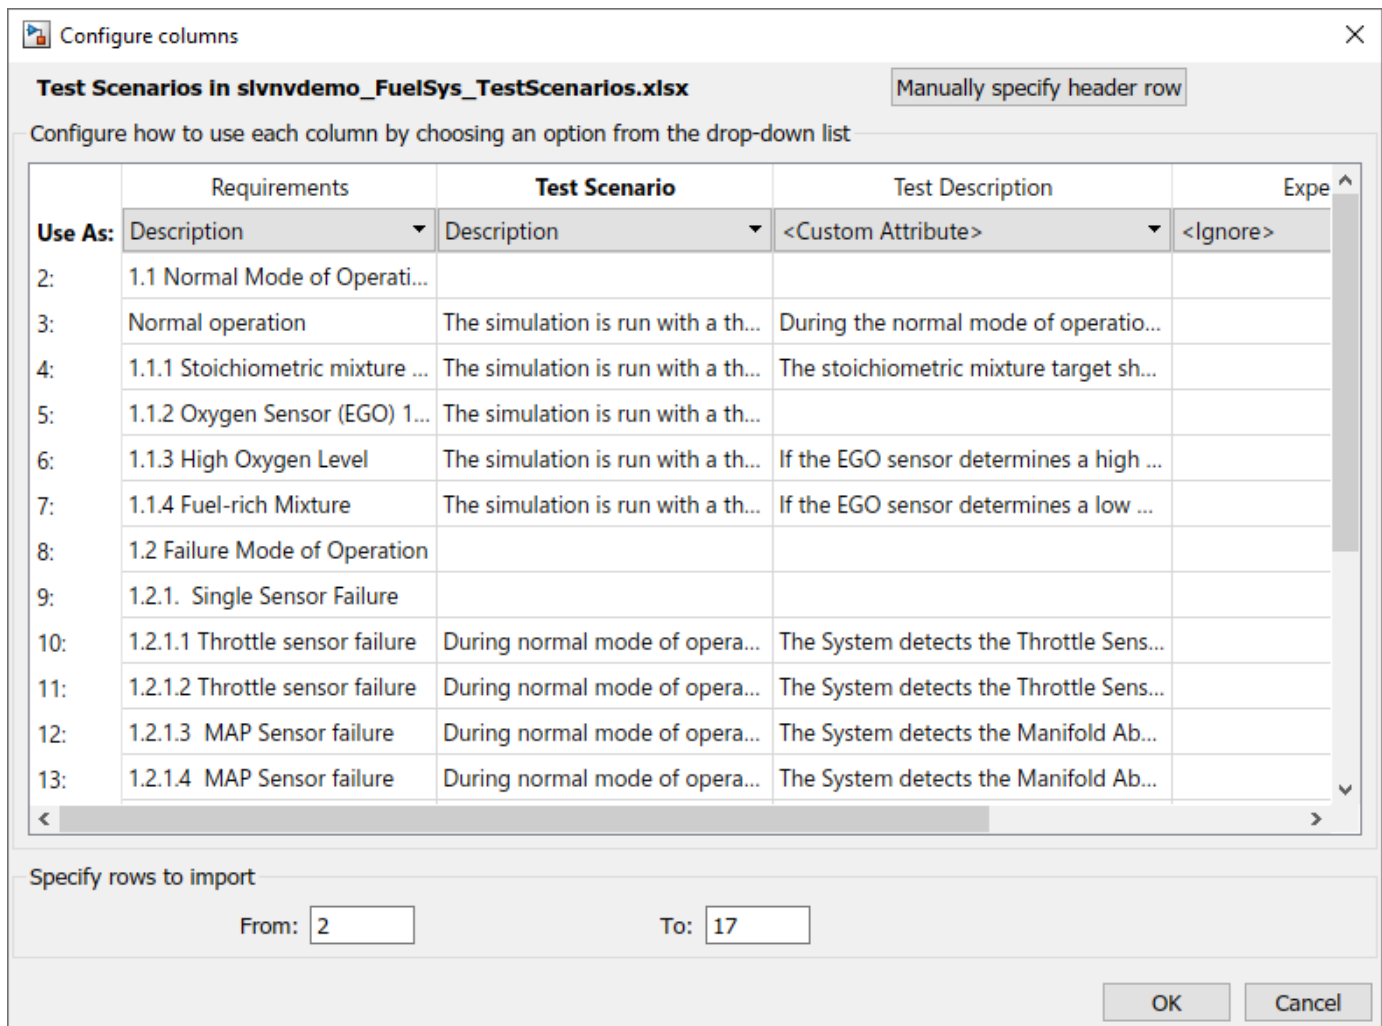 Configure columns
Test Scenarios in slvnvdemo_FuelSys_TestScenarios.xlsx Manually specify header row
Configure how to use each column by choosing an option from the drop-down list
Requirements Test Scenario Test Description Expe
Use As: Description Description <Custom Attribute> <Ignore>
2: 1.1 Normal Mode of Operati...
3: Normal operation The simulation is run with a th... During the normal mode of operatio...
4: 1.1.1 Stoichiometric mixture ... The simulation is run with a th... The stoichiometric mixture target sh...
5: 1.1.2 Oxygen Sensor (EGO) 1... The simulation is run with a th...
6: 1.1.3 High Oxygen Level The simulation is run with a th... If the EGO sensor determines a high ...
7: 1.1.4 Fuel-rich Mixture The simulation is run with a th... If the EGO sensor determines a low ...
8: 1.2 Failure Mode of Operation
9: 1.2.1. Single Sensor Failure
10: 1.2.1.1 Throttle sensor failure During normal mode of opera... The System detects the Throttle Sens...
11: 1.2.1.2 Throttle sensor failure During normal mode of opera... The System detects the Throttle Sens...
12: 1.2.1.3 MAP Sensor failure During normal mode of opera... The System detects the Manifold Ab...
13: 1.2.1.4 MAP Sensor failure During normal mode of opera... The System detects the Manifold Ab...
Specify rows to import
From: 2 To: 17
OK Cancel